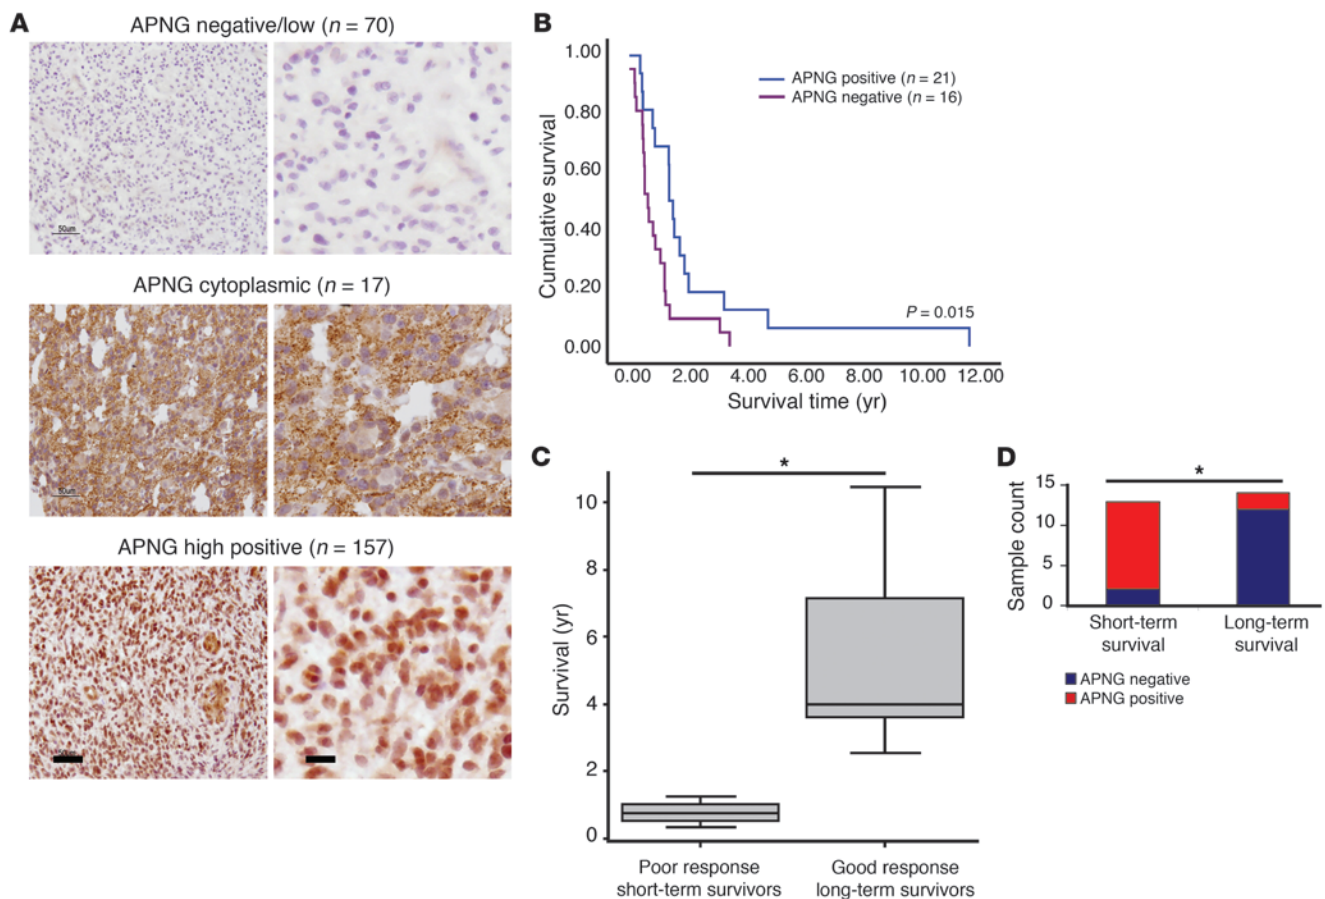 A
APNG negative/low (n = 70)
50um
APNG cytoplasmic (n = 17)
50um
APNG high positive (n = 157)
B
1.00
0.80
0.60
0.40
0.20
0.00
Cumulative survival
APNG positive (n = 21)
APNG negative (n = 16)
P = 0.015
0.00 2.00 4.00 6.00 8.00 10.00 12.00
Survival time (yr)
C
*
10
8
6
4
2
0
Survival (yr)
Poor response
short-term survivors
Good response
long-term survivors
D
*
15
10
5
0
Sample count
Short-term
survival
Long-term
survival
APNG negative
APNG positive